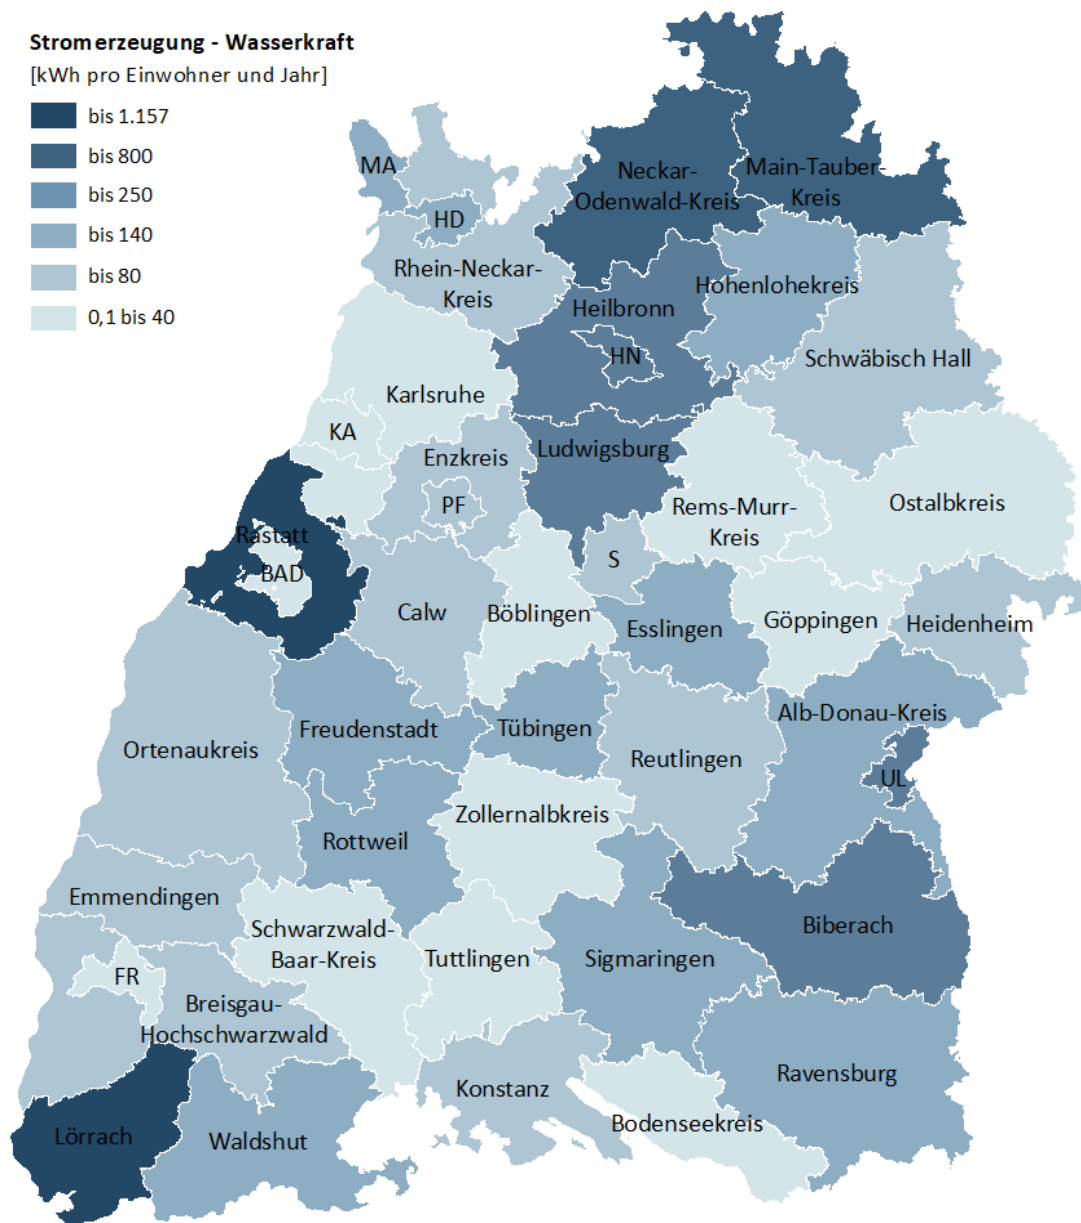 Stromerzeugung - Wasserkraft
[kWh pro Einwohner und Jahr]
bis 1.157
bis 800
bis 250
bis 140
bis 80
0,1 bis 40
MA
HD
Neckar-
Odenwald-Kreis
Main-Tauber-
Kreis
Rhein-Neckar-
Kreis
Heilbronn
Hohenlohekreis
HN
Schwäbisch Hall
Karlsruhe
KA
Enzkreis
Ludwigsburg
PF
Rems-Murr-
Kreis
Ostalbkreis
Rastatt
BAD
S
Calw
Böblingen
Esslingen
Göppingen
Heidenheim
Ortenaukreis
Freudenstadt
Tübingen
Reutlingen
Alb-Donau-Kreis
UL
Rottweil
Zollernalbkreis
Emmendingen
Schwarzwald-
Baar-Kreis
Tuttlingen
Sigmaringen
Biberach
FR
Breisgau-
Hochschwarzwald
Konstanz
Ravensburg
Bodenseekreis
Lörrach
Waldshut